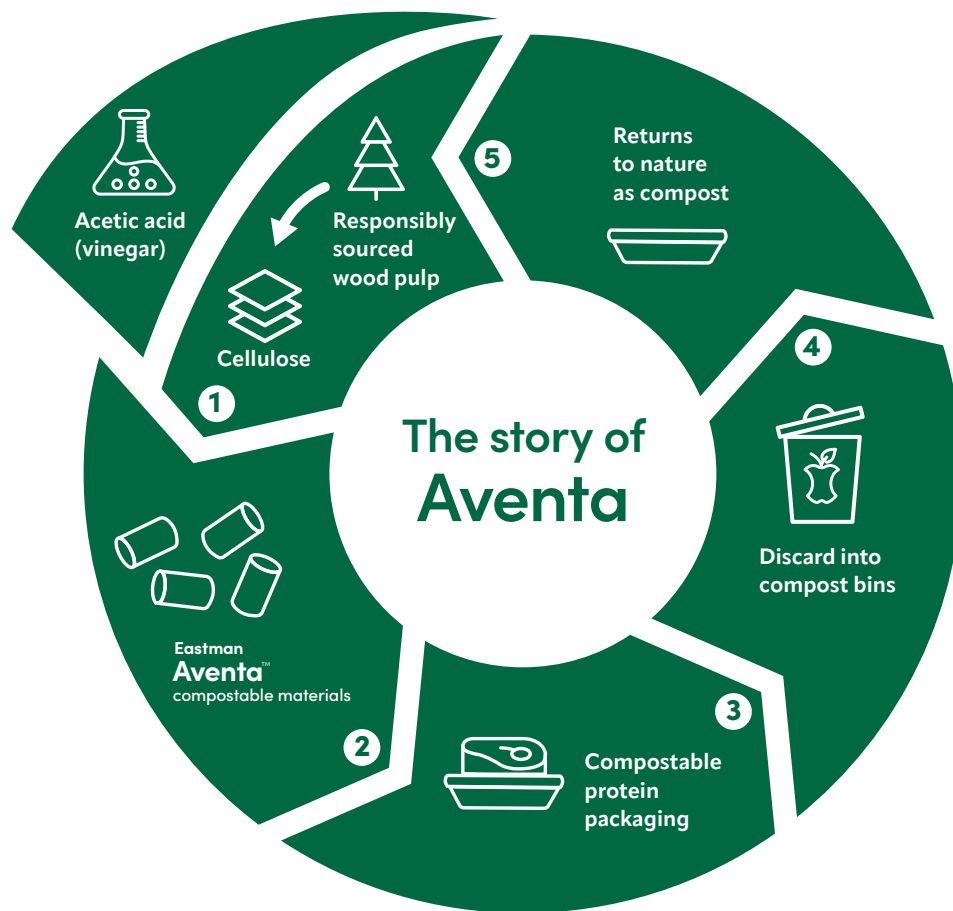 The story of
Aventa
Acetic acid
(vinegar)
Responsibly
sourced
wood pulp
Cellulose
1
Eastman
Aventa™
compostable materials
2
Compostable
protein
packaging
3
Discard into
compost bins
4
Returns
to nature
as compost
5